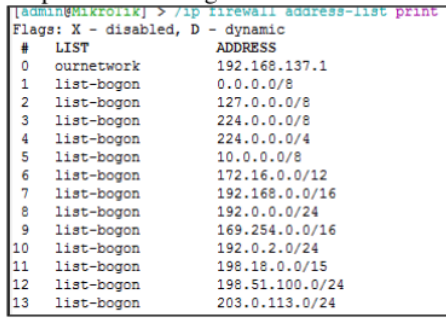 [admin@Mikrotik] > /ip firewall address-list print
Flags: X - disabled, D - dynamic
# LIST ADDRESS
0 ournetwork 192.168.137.1
1 list-bogon 0.0.0.0/8
2 list-bogon 127.0.0.0/8
3 list-bogon 224.0.0.0/8
4 list-bogon 224.0.0.0/4
5 list-bogon 10.0.0.0/8
6 list-bogon 172.16.0.0/12
7 list-bogon 192.168.0.0/16
8 list-bogon 192.0.0.0/24
9 list-bogon 169.254.0.0/16
10 list-bogon 192.0.2.0/24
11 list-bogon 198.18.0.0/15
12 list-bogon 198.51.100.0/24
13 list-bogon 203.0.113.0/24